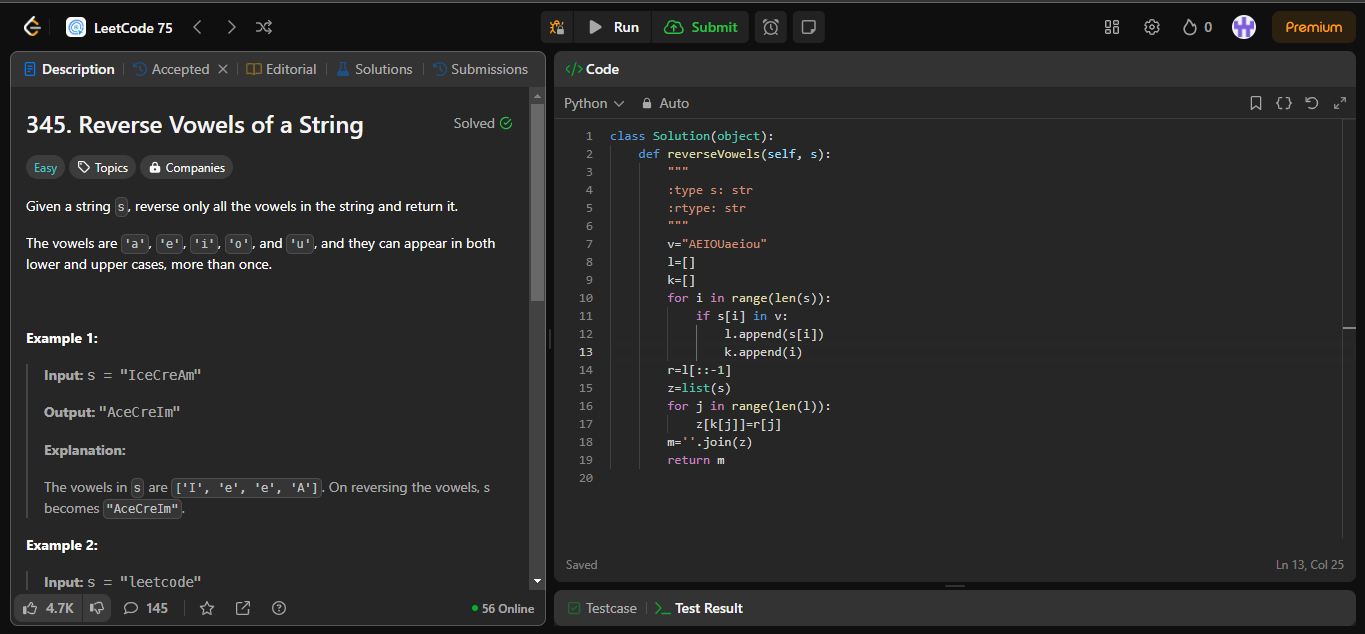 LeetCode 75
Run
Submit
0
Premium
Description
Accepted
Editorial
Solutions
Submissions
345. Reverse Vowels of a String
Solved
Easy
Topics
Companies
Given a string s, reverse only all the vowels in the string and return it.
The vowels are 'a', 'e', 'i', 'o', and 'u', and they can appear in both
lower and upper cases, more than once.
Example 1:
Input: s = "IceCreAm"
Output: "AceCreIm"
Explanation:
The vowels in s are ['I', 'e', 'e', 'A']. On reversing the vowels, s
becomes "AceCreIm".
Example 2:
Input: s = "leetcode"
4.7K
145
56 Online
</> Code
Python
Auto
1 class Solution(object):
2     def reverseVowels(self, s):
3         """
4         :type s: str
5         :rtype: str
6         """
7         v="AEIOUaeiou"
8         l=[]
9         k=[]
10         for i in range(len(s)):
11             if s[i] in v:
12                 l.append(s[i])
13                 k.append(i)
14         r=l[::-1]
15         z=list(s)
16         for j in range(len(l)):
17             z[k[j]]=r[j]
18         m=''.join(z)
19         return m
20
Saved
Ln 13, Col 25
Testcase
Test Result